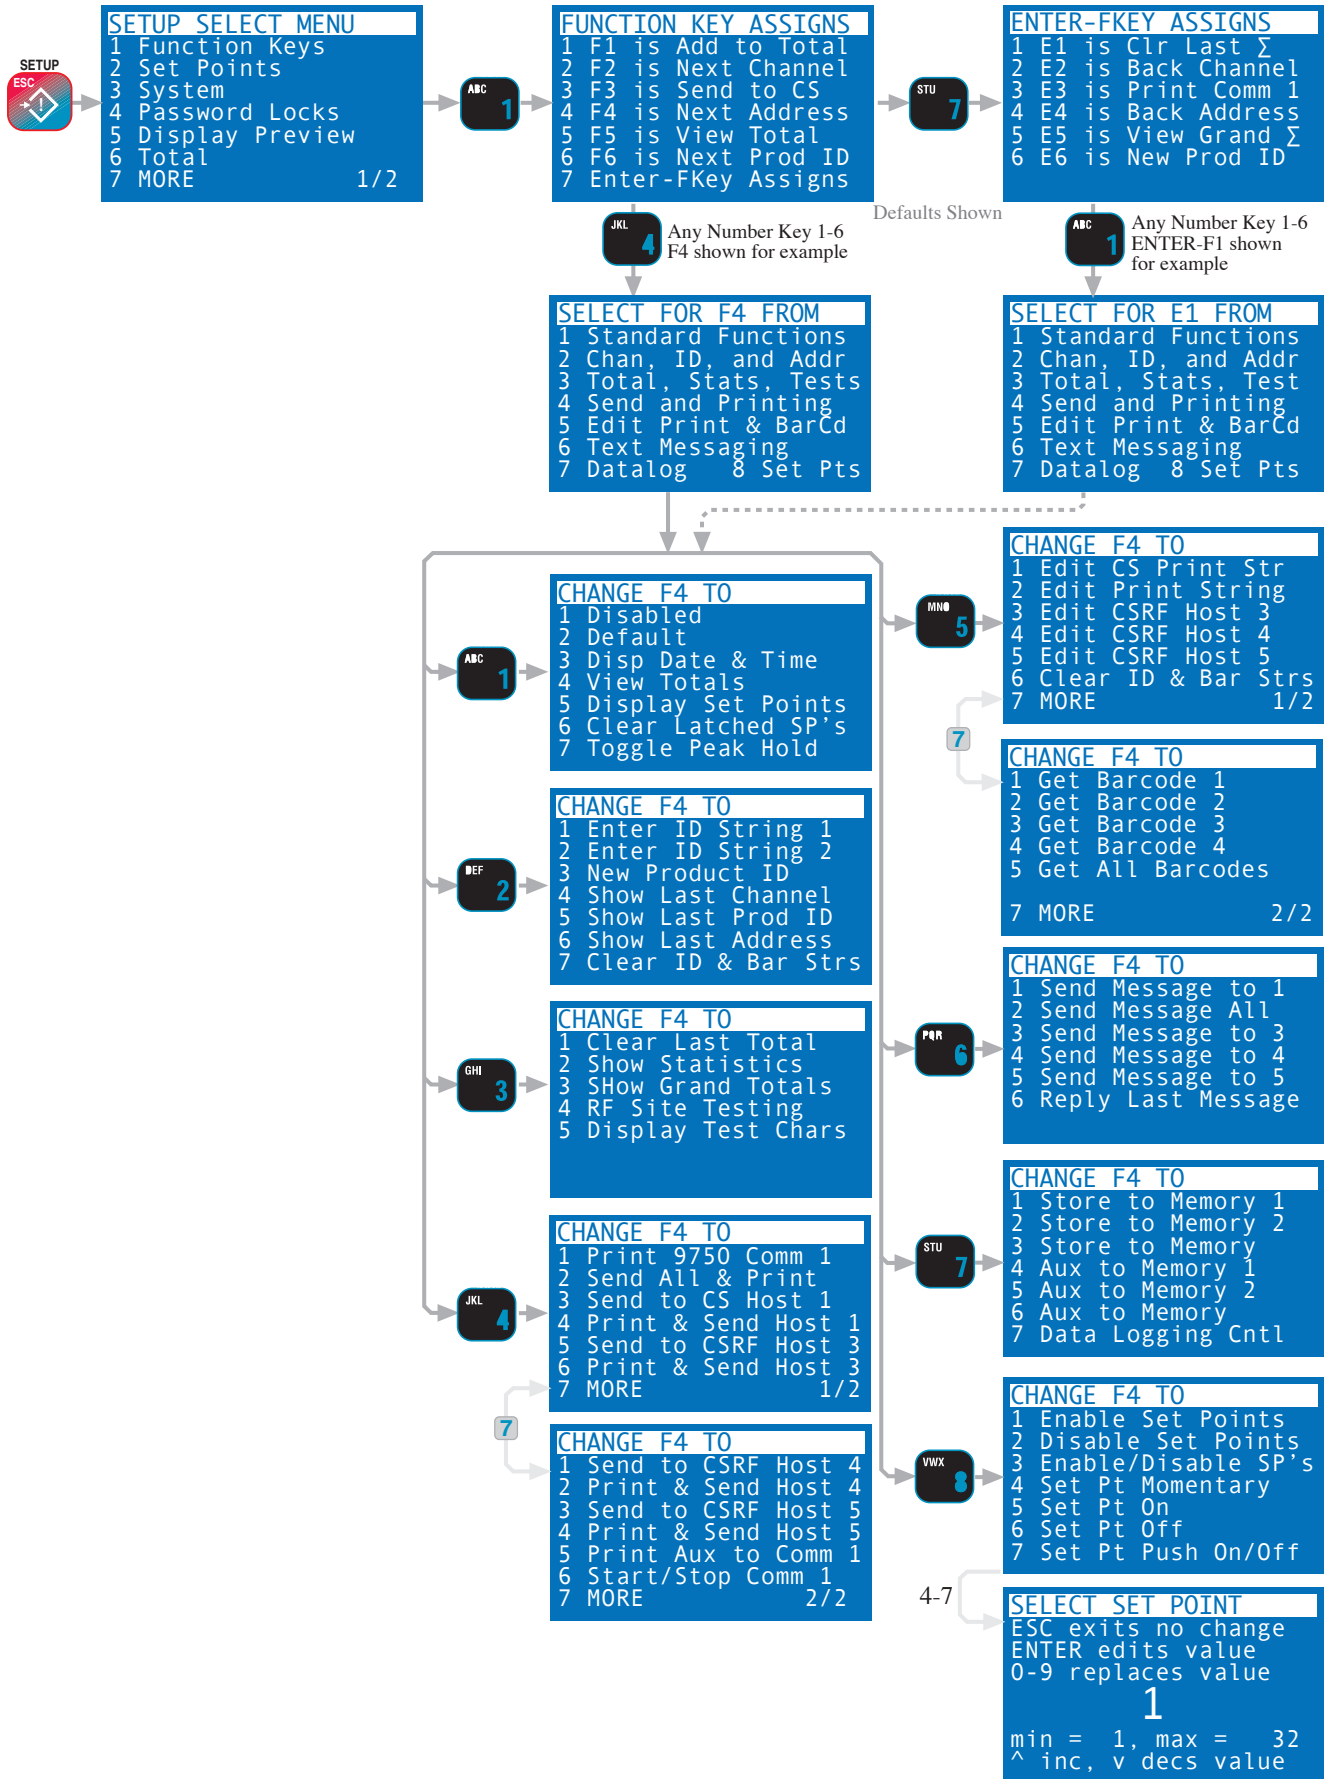 SETUP
ESC
SETUP SELECT MENU
1 Function Keys
2 Set Points
3 System
4 Password Locks
5 Display Preview
6 Total
7 MORE 1/2
ABC
1
FUNCTION KEY ASSIGNS
1 F1 is Add to Total
2 F2 is Next Channel
3 F3 is Send to CS
4 F4 is Next Address
5 F5 is View Total
6 F6 is Next Prod ID
7 Enter-FKey Assigns
STU
7
ENTER-FKEY ASSIGNS
1 E1 is Clr Last Σ
2 E2 is Back Channel
3 E3 is Print Comm 1
4 E4 is Back Address
5 E5 is View Grand Σ
6 E6 is New Prod ID
Defaults Shown
JKL
4
Any Number Key 1-6
F4 shown for example
ABC
1
Any Number Key 1-6
ENTER-F1 shown
for example
SELECT FOR F4 FROM
1 Standard Functions
2 Chan, ID, and Addr
3 Total, Stats, Tests
4 Send and Printing
5 Edit Print & BarCd
6 Text Messaging
7 Datalog 8 Set Pts
SELECT FOR E1 FROM
1 Standard Functions
2 Chan, ID, and Addr
3 Total, Stats, Test
4 Send and Printing
5 Edit Print & BarCd
6 Text Messaging
7 Datalog 8 Set Pts
ABC
1
CHANGE F4 TO
1 Disabled
2 Default
3 Disp Date & Time
4 View Totals
5 Display Set Points
6 Clear Latched SP's
7 Toggle Peak Hold
DEF
2
CHANGE F4 TO
1 Enter ID String 1
2 Enter ID String 2
3 New Product ID
4 Show Last Channel
5 Show Last Prod ID
6 Show Last Address
7 Clear ID & Bar Strs
GHI
3
CHANGE F4 TO
1 Clear Last Total
2 Show Statistics
3 SHow Grand Totals
4 RF Site Testing
5 Display Test Chars
JKL
4
CHANGE F4 TO
1 Print 9750 Comm 1
2 Send All & Print
3 Send to CS Host 1
4 Print & Send Host 1
5 Send to CSRF Host 3
6 Print & Send Host 3
7 MORE 1/2
7
CHANGE F4 TO
1 Send to CSRF Host 4
2 Print & Send Host 4
3 Send to CSRF Host 5
4 Print & Send Host 5
5 Print Aux to Comm 1
6 Start/Stop Comm 1
7 MORE 2/2
MNO
5
CHANGE F4 TO
1 Edit CS Print Str
2 Edit Print String
3 Edit CSRF Host 3
4 Edit CSRF Host 4
5 Edit CSRF Host 5
6 Clear ID & Bar Strs
7 MORE 1/2
7
CHANGE F4 TO
1 Get Barcode 1
2 Get Barcode 2
3 Get Barcode 3
4 Get Barcode 4
5 Get All Barcodes
7 MORE 2/2
PQR
6
CHANGE F4 TO
1 Send Message to 1
2 Send Message All
3 Send Message to 3
4 Send Message to 4
5 Send Message to 5
6 Reply Last Message
STU
7
CHANGE F4 TO
1 Store to Memory 1
2 Store to Memory 2
3 Store to Memory
4 Aux to Memory 1
5 Aux to Memory 2
6 Aux to Memory
7 Data Logging Cntl
VWX
8
CHANGE F4 TO
1 Enable Set Points
2 Disable Set Points
3 Enable/Disable SP's
4 Set Pt Momentary
5 Set Pt On
6 Set Pt Off
7 Set Pt Push On/Off
4-7
SELECT SET POINT
ESC exits no change
ENTER edits value
0-9 replaces value
1
min = 1, max = 32
^ inc, v decs value